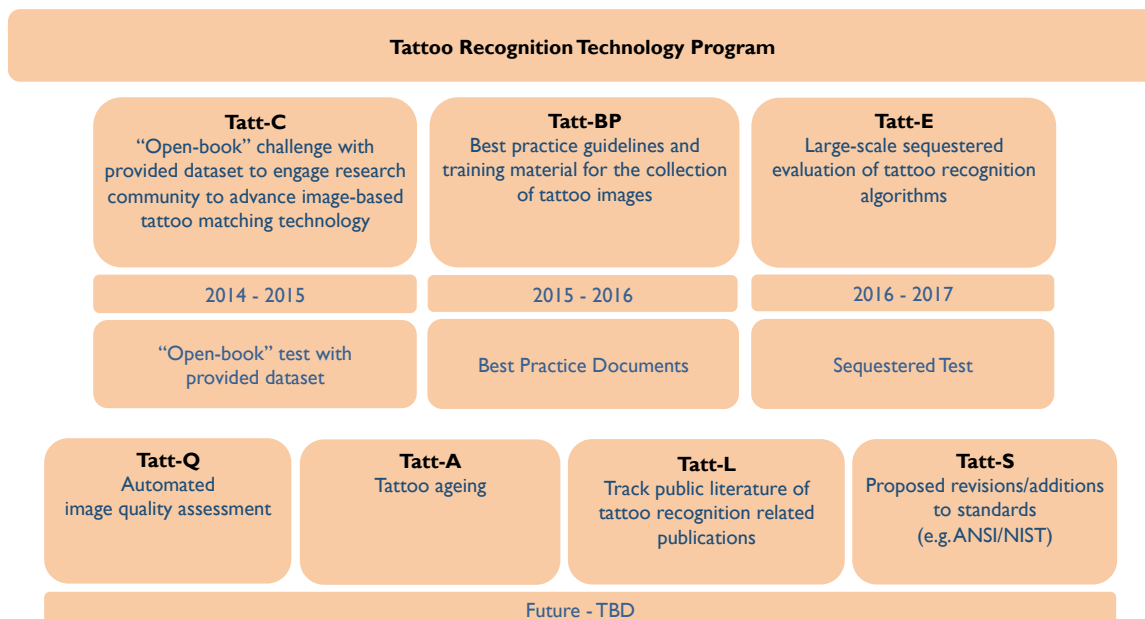 Tattoo Recognition Technology Program
Tatt-C
“Open-book” challenge with
provided dataset to engage research
community to advance image-based
tattoo matching technology
Tatt-BP
Best practice guidelines and
training material for the collection
of tattoo images
Tatt-E
Large-scale sequestered
evaluation of tattoo recognition
algorithms
2014 - 2015
2015 - 2016
2016 - 2017
“Open-book” test with
provided dataset
Best Practice Documents
Sequestered Test
Tatt-Q
Automated
image quality assessment
Tatt-A
Tattoo ageing
Tatt-L
Track public literature of
tattoo recognition related
publications
Tatt-S
Proposed revisions/additions
to standards
(e.g. ANSI/NIST)
Future - TBD